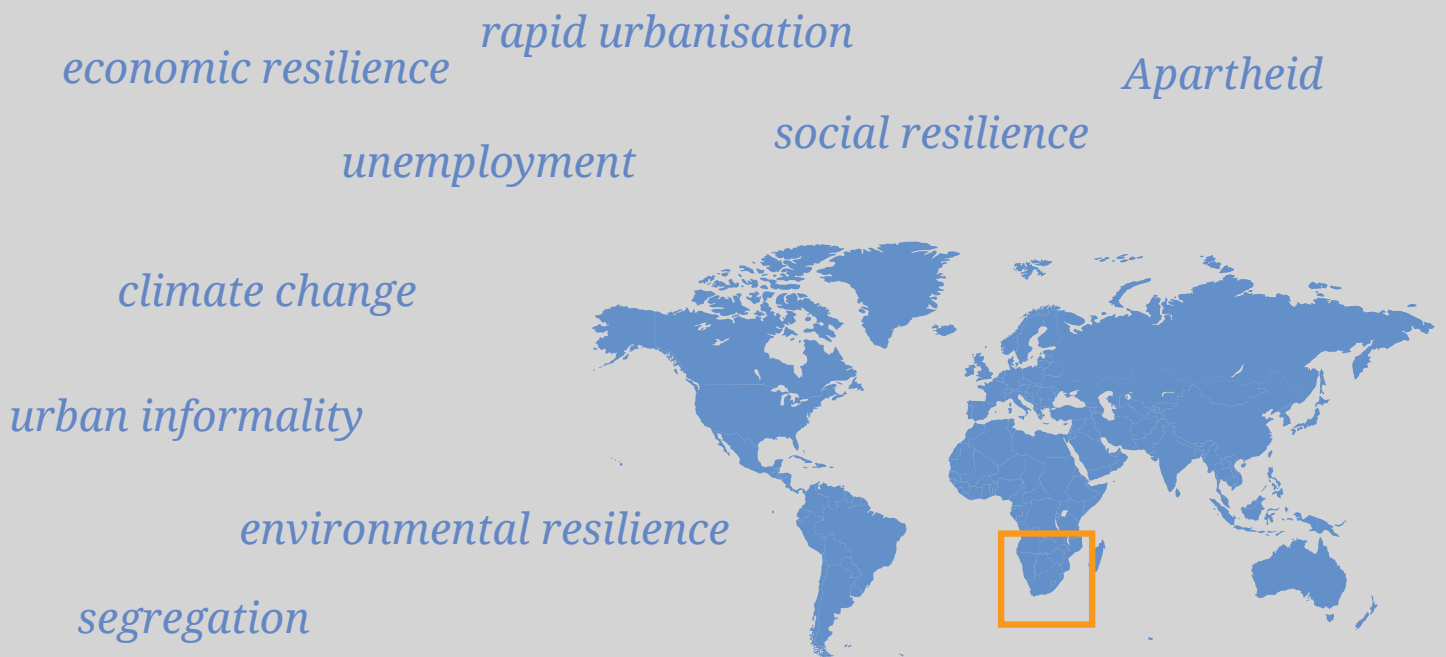 rapid urbanisation
economic resilience
Apartheid
social resilience
unemployment
climate change
urban informality
environmental resilience
segregation